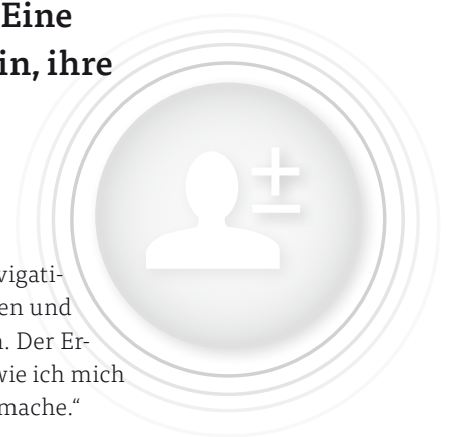 Eine
in, ihre
vigati-
en und
. Der Er-
wie ich mich
mache.“